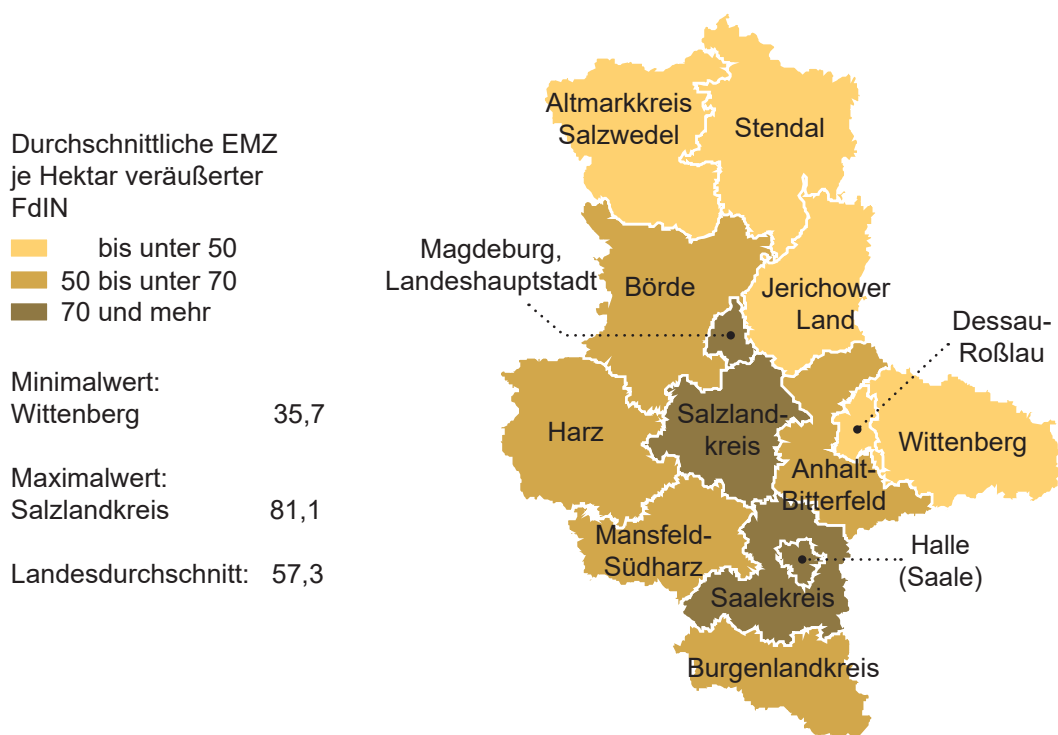 Durchschnittliche EMZ
je Hektar veräußerter
FdlN
bis unter 50
50 bis unter 70
70 und mehr
Minimalwert:
Wittenberg 35,7
Maximalwert:
Salzlandkreis 81,1
Landesdurchschnitt: 57,3
Altmarkkreis
Salzwedel
Stendal
Magdeburg,
Landeshauptstadt
Börde
Jerichower
Land
Dessau-
Roßlau
Harz
Salzland-
kreis
Wittenberg
Anhalt-
Bitterfeld
Mansfeld-
Südharz
Halle
(Saale)
Saalekreis
Burgenlandkreis